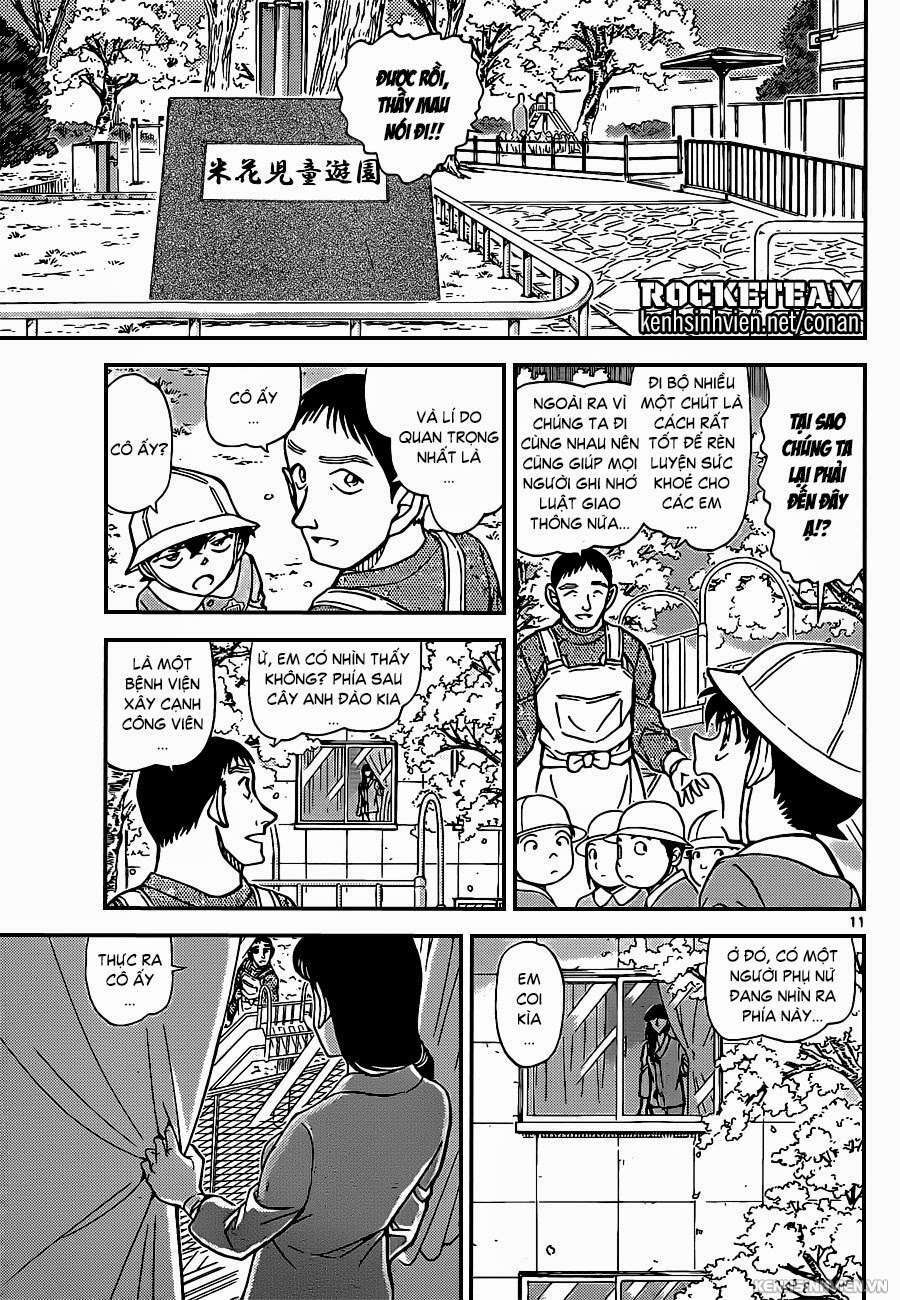 ĐƯỢC RỒI,
THẦY MAU
NÓI ĐI!!
米花児童遊園
ROCKETEAM
kenhsinhvien.net/conan
TẠI SAO
CHÚNG TA
LẠI PHẢI
ĐẾN ĐÂY
Ạ!?
ĐI BỘ NHIỀU
MỘT CHÚT LÀ
CÁCH RẤT
TỐT ĐỂ RÈN
LUYỆN SỨC
KHOẺ CHO
CÁC EM
...
NGOÀI RA VÌ
CHÚNG TA ĐI
CÙNG NHAU NÊN
CŨNG GIÚP MỌI
NGƯỜI GHI NHỚ
LUẬT GIAO
THÔNG NỮA...
VÀ LÍ DO
QUAN TRỌNG
NHẤT LÀ
...
CÔ ẤY
...
CÔ ẤY?
Ừ, EM CÓ NHÌN THẤY
KHÔNG? PHÍA SAU
CÂY ANH ĐÀO KIA
...
LÀ MỘT
BỆNH VIỆN
XÂY CẠNH
CÔNG VIÊN
...
11
Ở ĐÓ, CÓ MỘT
NGƯỜI PHỤ NỮ
ĐANG NHÌN RA
PHÍA NÀY...
EM
COI
KÌA
...
THỰC RA
CÔ ẤY
...
KENHSINHVIEN.VN